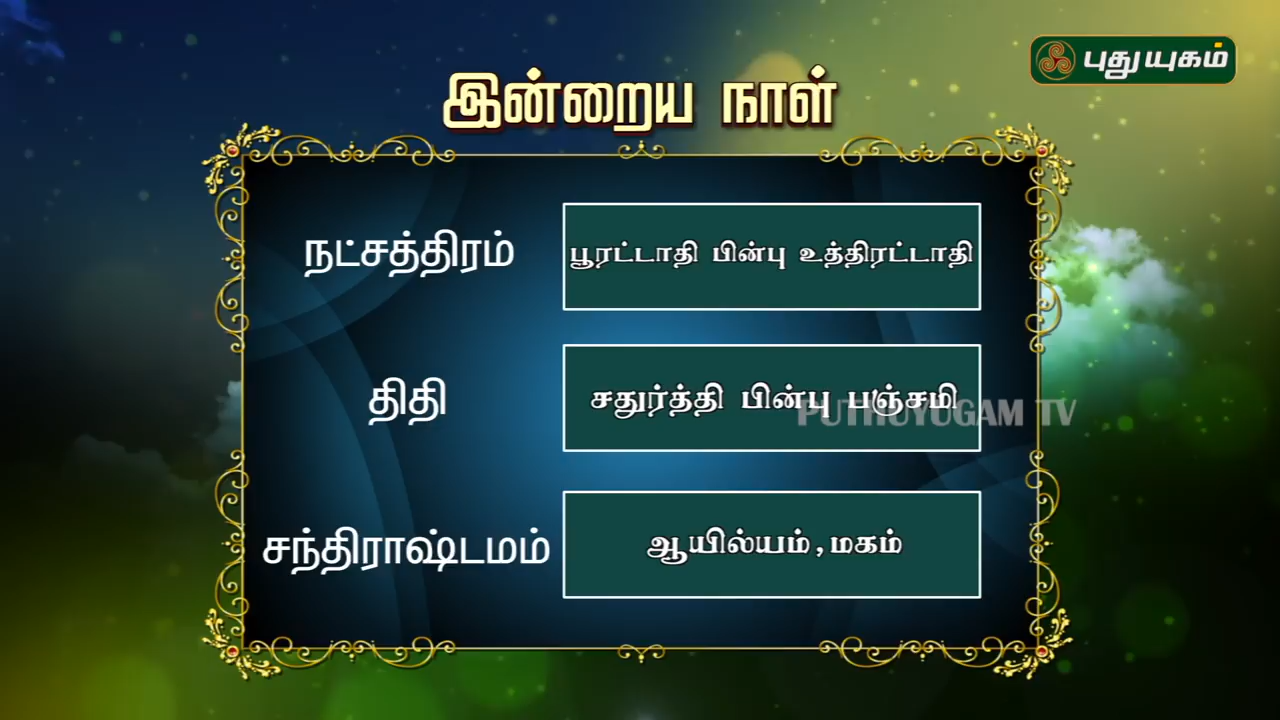 புதுயுகம்
இன்றைய நாள்
நட்சத்திரம்
பூரட்டாதி பின்பு உத்திரட்டாதி
திதி
சதுர்த்தி பின்பு பஞ்சமி
PUTHUYUGAM TV
சந்திராஷ்டமம்
ஆயில்யம்,மகம்